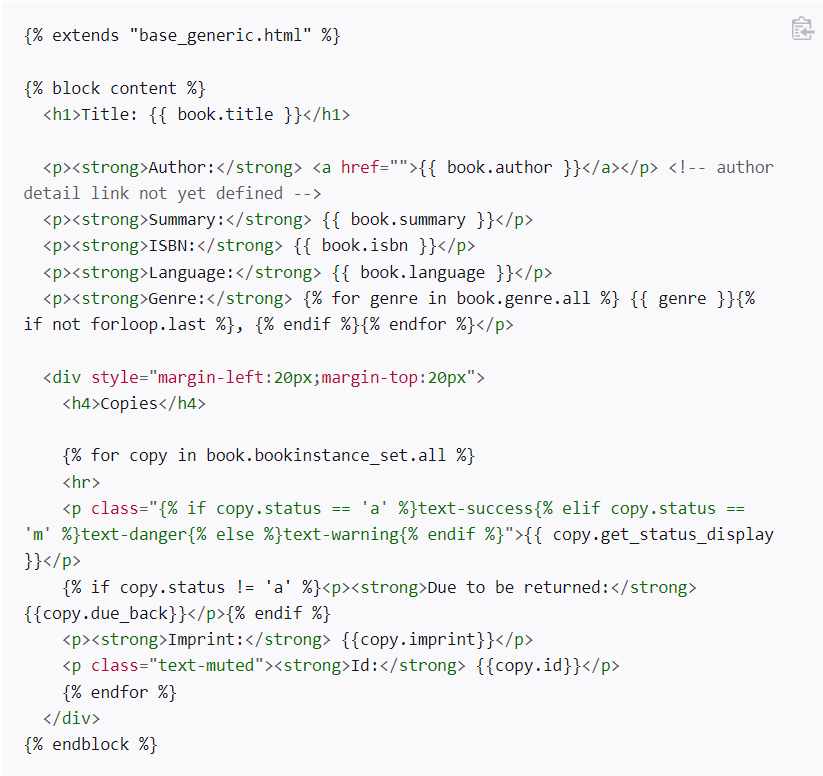 {% extends "base_generic.html" %}

{% block content %}
  <h1>Title: {{ book.title }}</h1>

  <p><strong>Author:</strong> <a href="">{{ book.author }}</a></p> <!-- author
detail link not yet defined -->
  <p><strong>Summary:</strong> {{ book.summary }}</p>
  <p><strong>ISBN:</strong> {{ book.isbn }}</p>
  <p><strong>Language:</strong> {{ book.language }}</p>
  <p><strong>Genre:</strong> {% for genre in book.genre.all %} {{ genre }}{%
if not forloop.last %}, {% endif %}{% endfor %}</p>

  <div style="margin-left:20px;margin-top:20px">
    <h4>Copies</h4>

    {% for copy in book.bookinstance_set.all %}
    <hr>
    <p class="{% if copy.status == 'a' %}text-success{% elif copy.status ==
'm' %}text-danger{% else %}text-warning{% endif %}">{{ copy.get_status_display
}}</p>
    {% if copy.status != 'a' %}<p><strong>Due to be returned:</strong>
{{copy.due_back}}</p>{% endif %}
    <p><strong>Imprint:</strong> {{copy.imprint}}</p>
    <p class="text-muted"><strong>Id:</strong> {{copy.id}}</p>
    {% endfor %}
  </div>
{% endblock %}